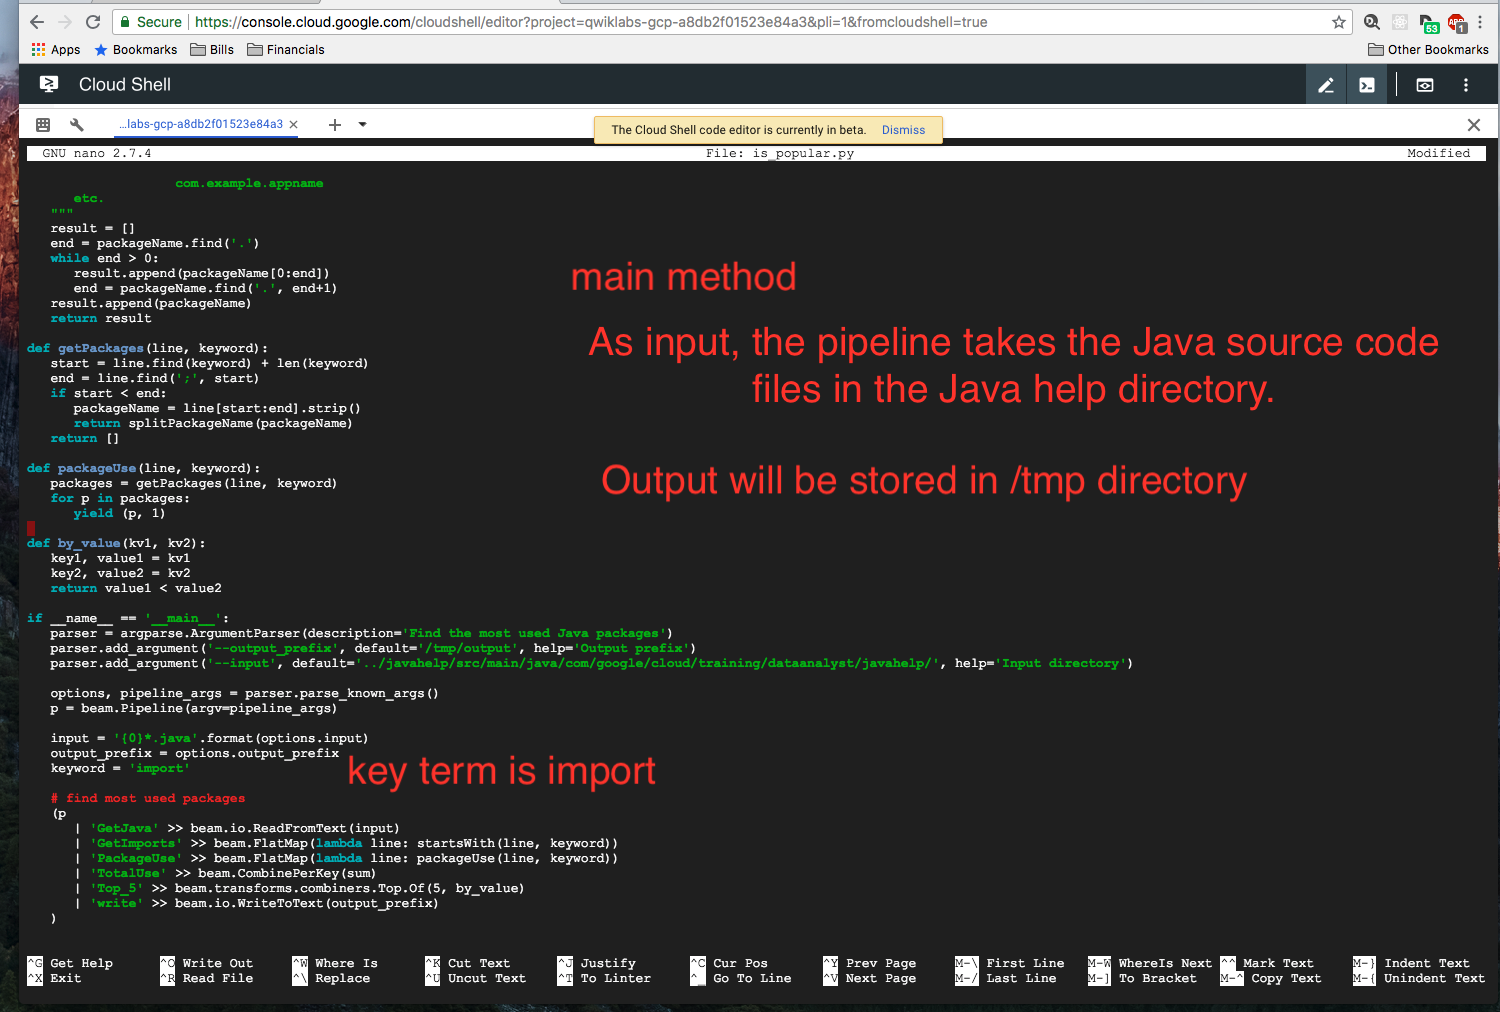 Secure https://console.cloud.google.com/cloudshell/editor?project=qwiklabs-gcp-a8db2f01523e84a3&pli=1&fromcloudshell=true
53
1
Apps Bookmarks Bills Financials Other Bookmarks
Cloud Shell
...labs-gcp-a8db2f01523e84a3
The Cloud Shell code editor is currently in beta. Dismiss
GNU nano 2.7.4 File: is_popular.py Modified
com.example.appname
etc.
"""
result = []
end = packageName.find('.')
while end > 0:
result.append(packageName[0:end])
end = packageName.find('.', end+1)
result.append(packageName)
return result
main method
As input, the pipeline takes the Java source code
files in the Java help directory.
def getPackages(line, keyword):
start = line.find(keyword) + len(keyword)
end = line.find(';', start)
if start < end:
packageName = line[start:end].strip()
return splitPackageName(packageName)
return []
Output will be stored in /tmp directory
def packageUse(line, keyword):
packages = getPackages(line, keyword)
for p in packages:
yield (p, 1)
def by_value(kv1, kv2):
key1, value1 = kv1
key2, value2 = kv2
return value1 < value2
if __name__ == '__main__':
parser = argparse.ArgumentParser(description='Find the most used Java packages')
parser.add_argument('--output_prefix', default='/tmp/output', help='Output prefix')
parser.add_argument('--input', default='../javahelp/src/main/java/com/google/cloud/training/dataanalyst/javahelp/', help='Input directory')
options, pipeline_args = parser.parse_known_args()
p = beam.Pipeline(argv=pipeline_args)
input = '{0}*.java'.format(options.input)
output_prefix = options.output_prefix
keyword = 'import'
key term is import
# find most used packages
(p
| 'GetJava' >> beam.io.ReadFromText(input)
| 'GetImports' >> beam.FlatMap(lambda line: startsWith(line, keyword))
| 'PackageUse' >> beam.FlatMap(lambda line: packageUse(line, keyword))
| 'TotalUse' >> beam.CombinePerKey(sum)
| 'Top_5' >> beam.transforms.combiners.Top.Of(5, by_value)
| 'write' >> beam.io.WriteToText(output_prefix)
)
^G Get Help ^O Write Out ^W Where Is ^K Cut Text ^J Justify ^C Cur Pos ^Y Prev Page M-\ First Line M-W WhereIs Next ^^ Mark Text M-} Indent Text
^X Exit ^R Read File ^\ Replace ^U Uncut Text ^T To Linter ^_ Go To Line ^V Next Page M-/ Last Line M-] To Bracket M-^ Copy Text M-{ Unindent Text